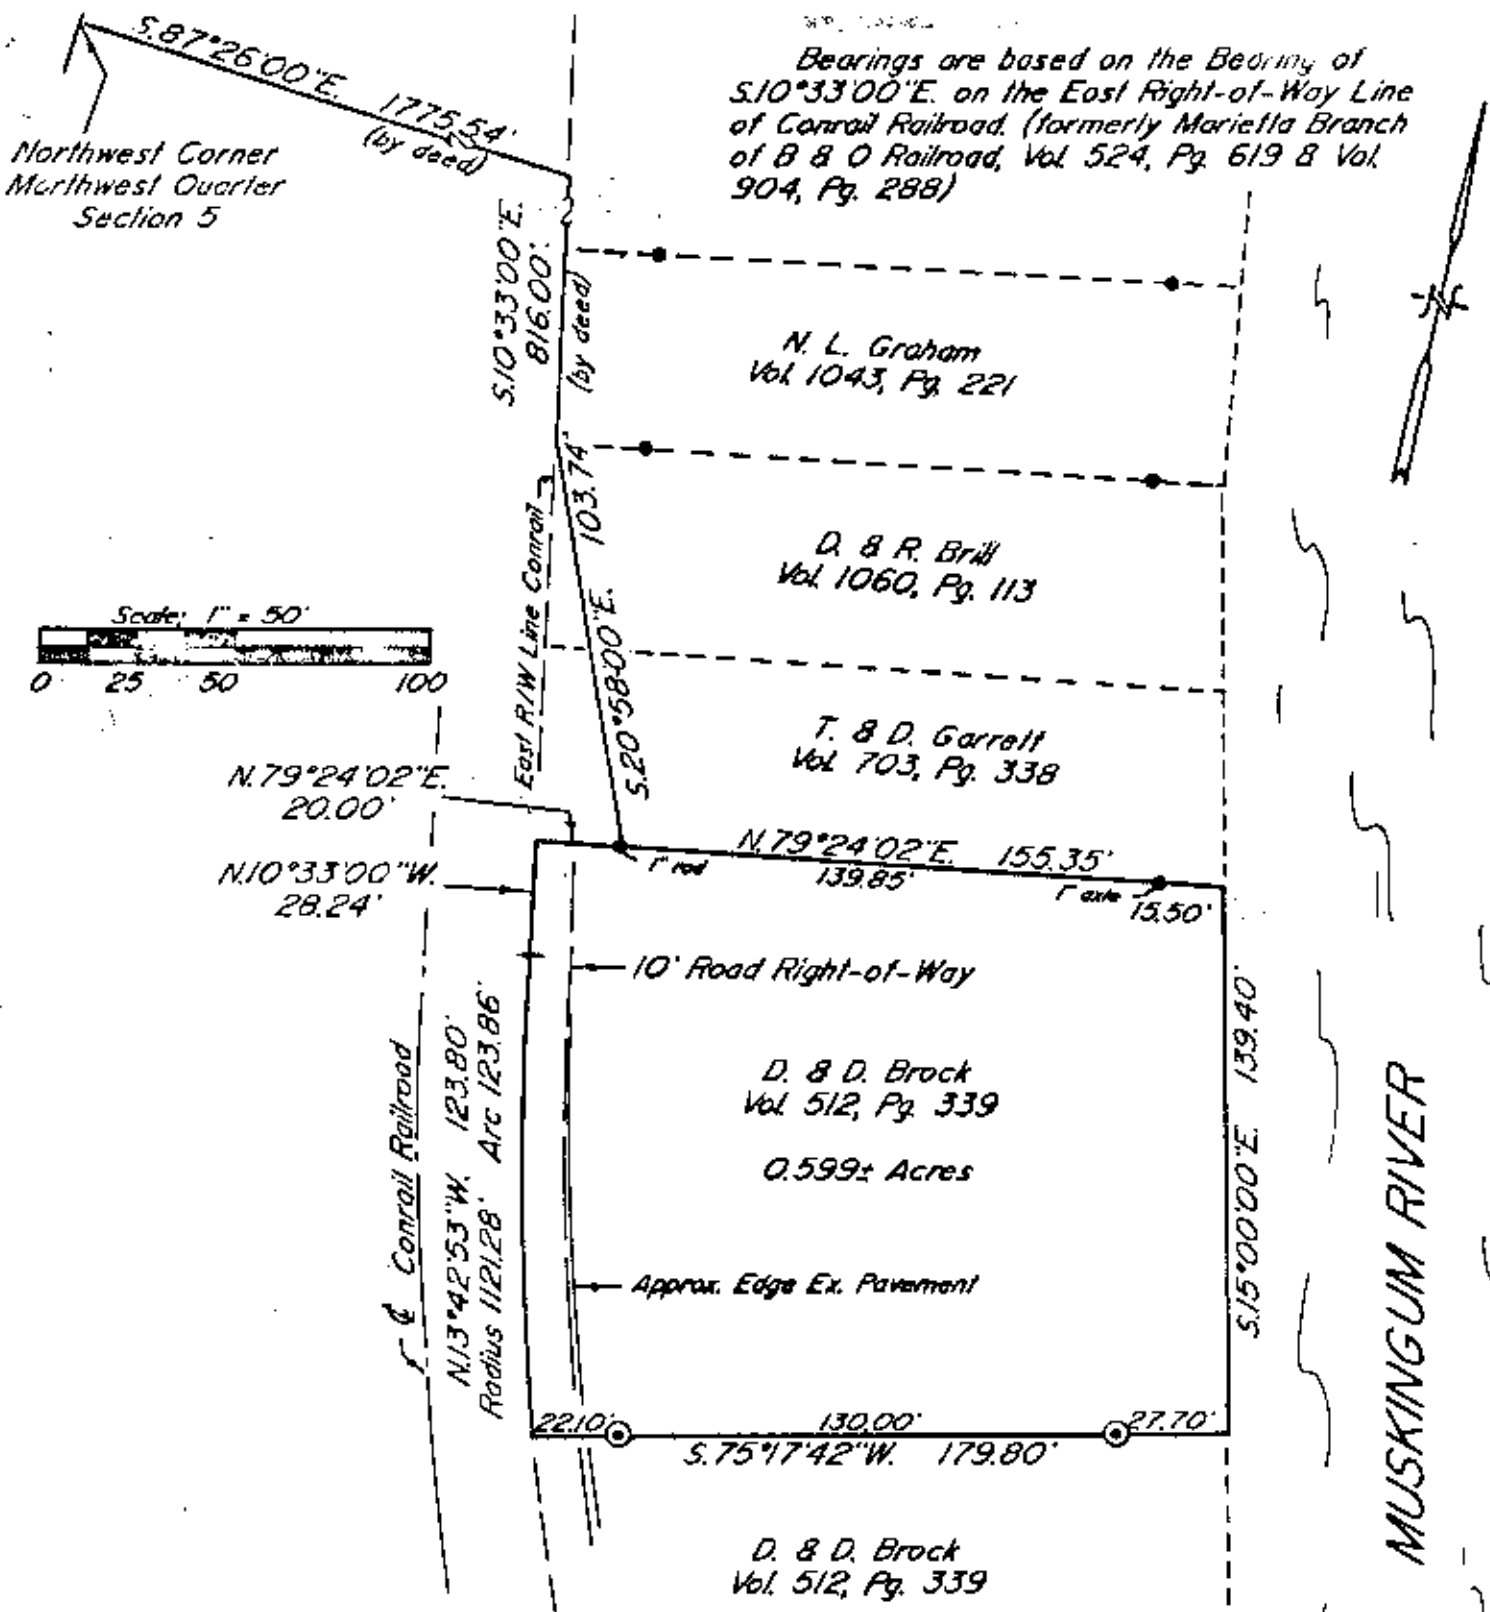 S.87°26'00"E. 1775.54'
(by deed)
Northwest Corner
Northwest Quarter
Section 5
Bearings are based on the Bearing of
S.10°33'00"E. on the East Right-of-Way Line
of Conrail Railroad. (formerly Marietta Branch
of B & O Railroad, Vol. 524, Pg. 619 & Vol.
904, Pg. 288)
S.10°33'00"E.
816.00'
(by deed)
N. L. Graham
Vol. 1043, Pg. 221
103.74'
S.20°58'00"E.
East R/W Line Conrail
D. & R. Brill
Vol. 1060, Pg. 113
Scale: 1" = 50'
0 25 50 100
T. & D. Garrett
Vol. 703, Pg. 338
N.79°24'02"E.
20.00'
N.79°24'02"E. 155.35'
1" rod
139.85'
1" axle
15.50'
N.10°33'00"W.
28.24'
10' Road Right-of-Way
D. & D. Brock
Vol. 512, Pg. 339
0.599± Acres
℄ Conrail Railroad
N.13°42'53"W. 123.80'
Radius 1121.28' Arc 123.86'
S.15°00'00"E. 139.40'
Approx. Edge Ex. Pavement
22.10'
130.00'
27.70'
S.75°17'42"W. 179.80'
D. & D. Brock
Vol. 512, Pg. 339
MUSKINGUM RIVER
N